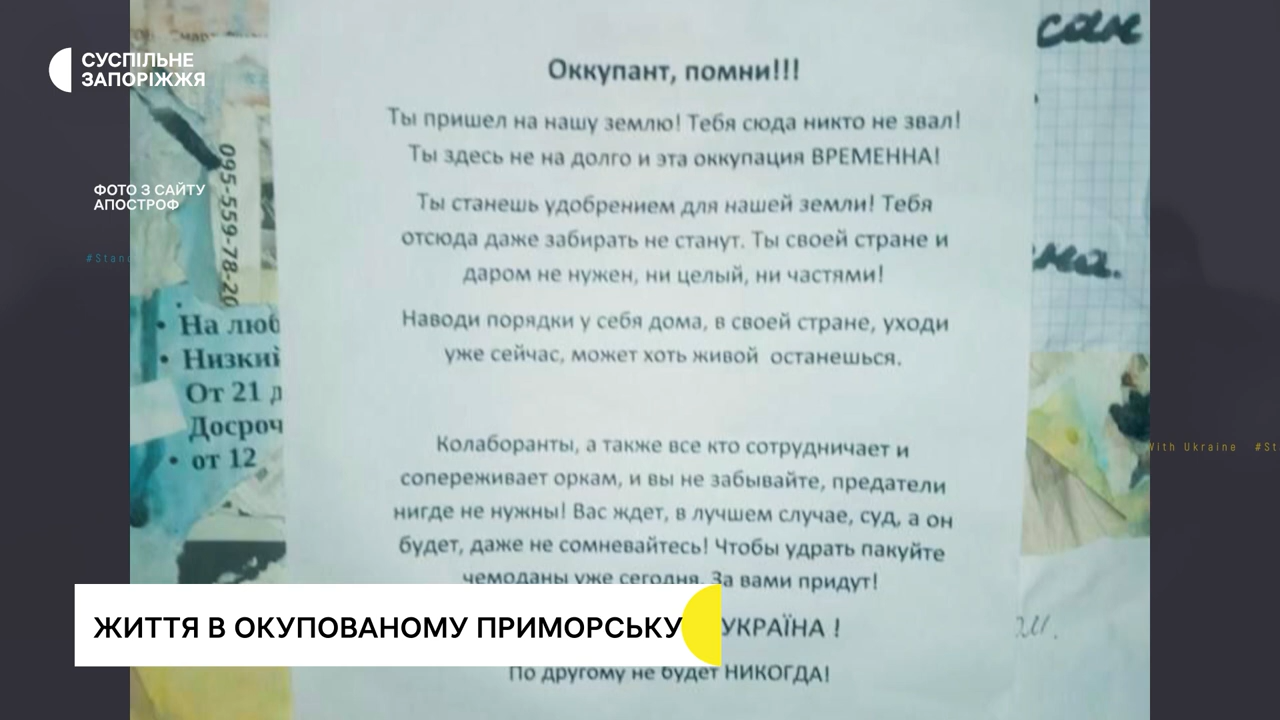 СУСПІЛЬНЕ
ЗАПОРІЖЖЯ
ФОТО З САЙТУ
АПОСТРОФ
#Stand
095-559-78-20
• На люб
• Низкий
От 21 д
Досроч
• от 12
Оккупант, помни!!!
Ты пришел на нашу землю! Тебя сюда никто не звал!
Ты здесь не на долго и эта оккупация ВРЕМЕННА!
Ты станешь удобрением для нашей земли! Тебя
отсюда даже забирать не станут. Ты своей стране и
даром не нужен, ни целый, ни частями!
Наводи порядки у себя дома, в своей стране, уходи
уже сейчас, может хоть живой останешься.
Колаборанты, а также все кто сотрудничает и
сопереживает оркам, и вы не забывайте, предатели
нигде не нужны! Вас ждет, в лучшем случае, суд, а он
будет, даже не сомневайтесь! Чтобы удрать пакуйте
чемоданы уже сегодня. За вами придут!
УКРАЇНА !
По другому не будет НИКОГДА!
With Ukraine #St
ЖИТТЯ В ОКУПОВАНОМУ ПРИМОРСЬКУ